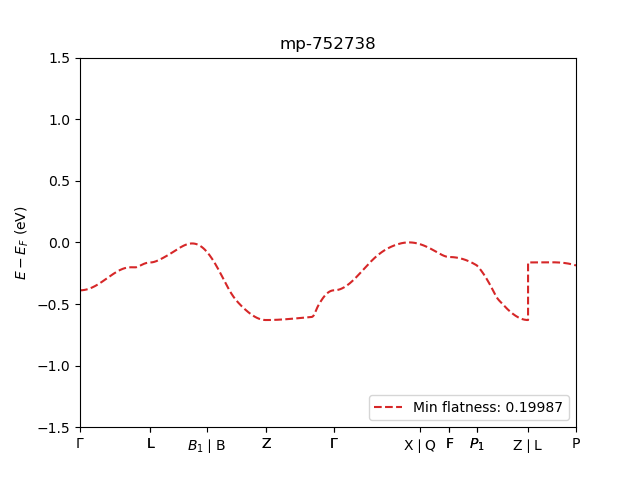 mp-752738
1.5
1.0
0.5
0.0
−0.5
−1.0
−1.5
E − E_F (eV)
Min flatness: 0.19987
Γ L B₁ | B Z Γ X | Q F P₁ Z | L P